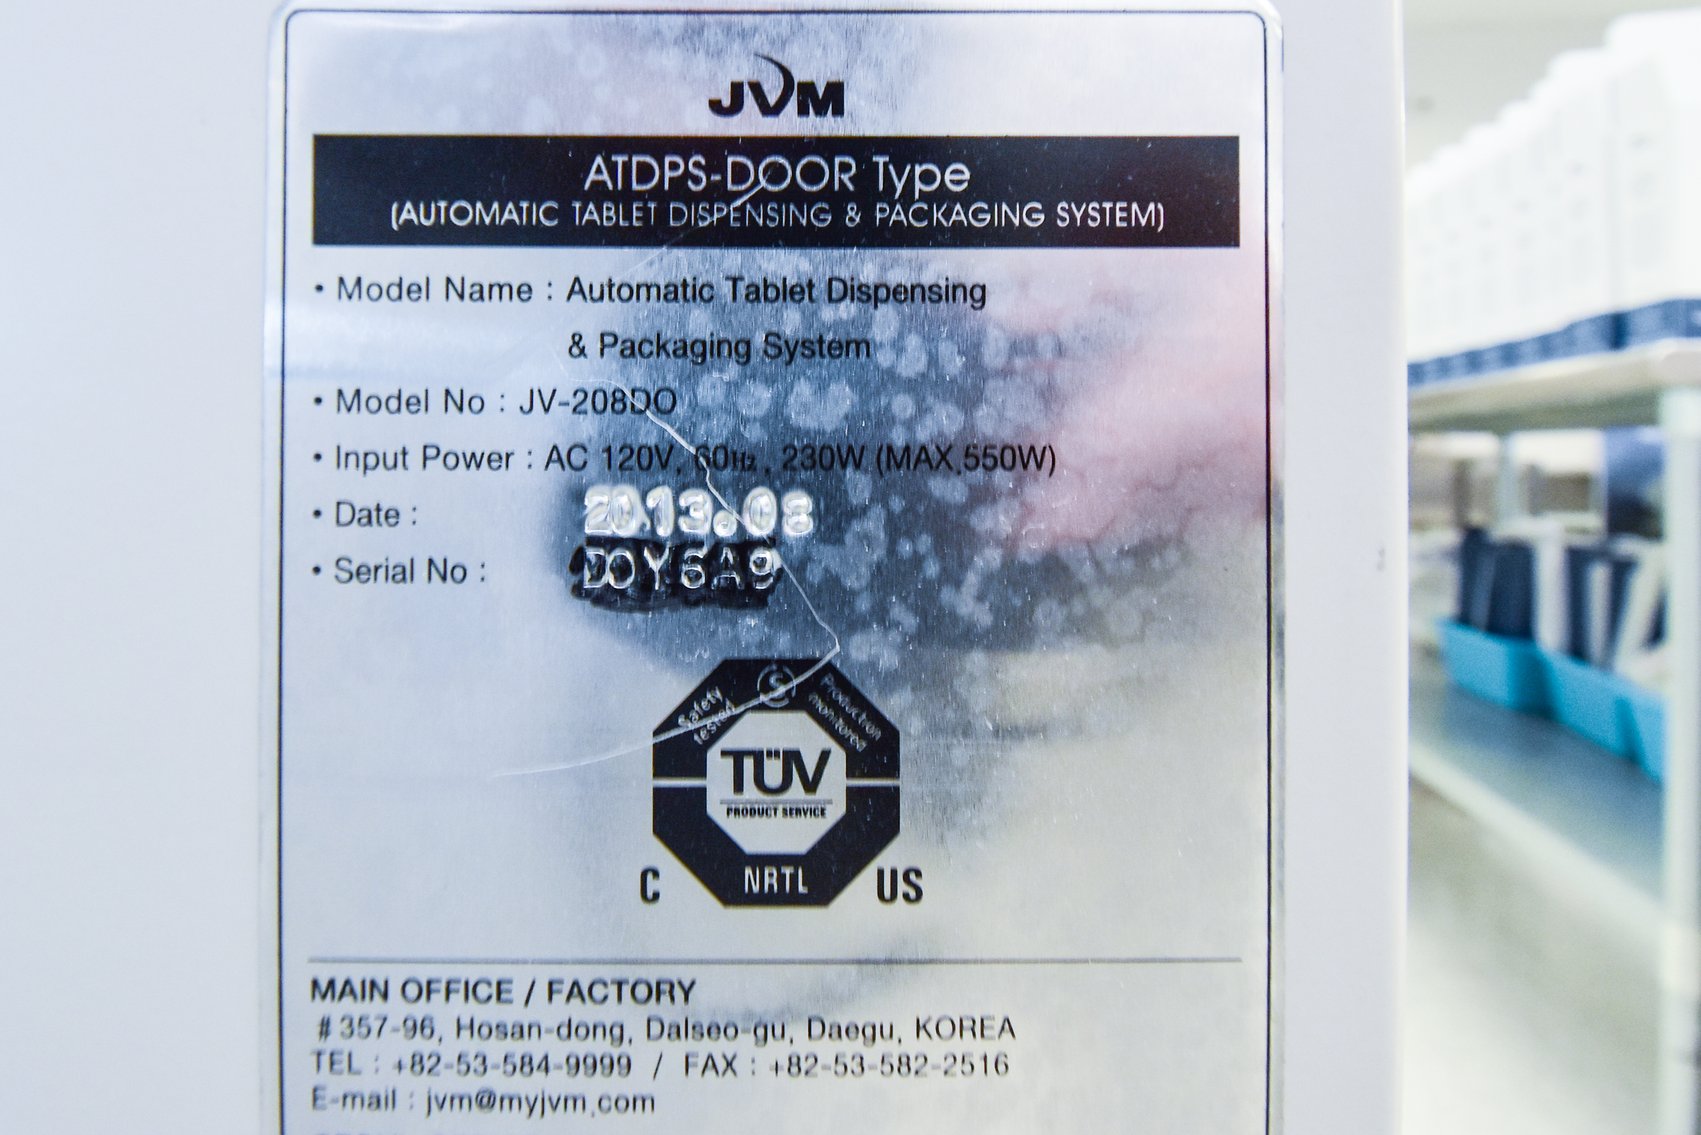 JVM
ATDPS-DOOR Type
(AUTOMATIC TABLET DISPENSING & PACKAGING SYSTEM)
• Model Name : Automatic Tablet Dispensing
& Packaging System
• Model No : JV-208DO
• Input Power : AC 120V, 60Hz , 230W (MAX.550W)
• Date : 2013.08
• Serial No : DOY6A9
S
Safety tested
Production monitored
TÜV
PRODUCT SERVICE
C NRTL US
MAIN OFFICE / FACTORY
# 357-96, Hosan-dong, Dalseo-gu, Daegu, KOREA
TEL : +82-53-584-9999 / FAX : +82-53-582-2516
E-mail : jvm@myjvm.com